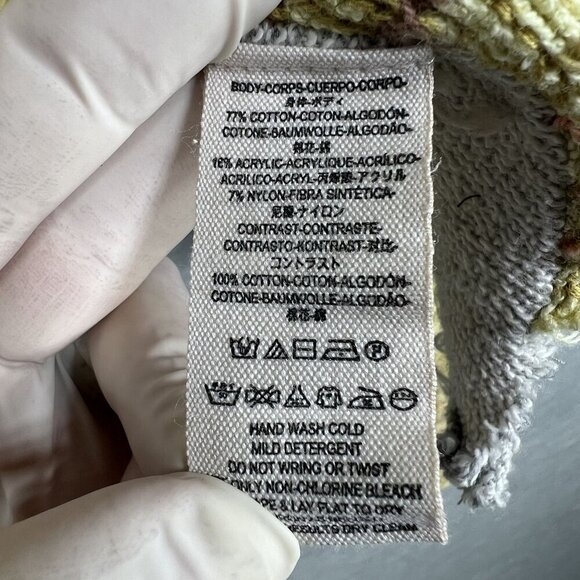 BODY-CORPS-CUERPO-CORPO-
身体-ボディ
77% COTTON-COTON-ALGODÓN-
COTONE-BAUMWOLLE-ALGODÃO-
棉花-綿
16% ACRYLIC-ACRYLIQUE-ACRÍLICO-
ACRILICO-ACRYL-丙烯酸-アクリル
7% NYLON-FIBRA SINTÉTICA-
尼龍-ナイロン
CONTRAST-CONTRASTE-
CONTRASTO-KONTRAST-对比-
コントラスト
100% COTTON-COTON-ALGODÓN-
COTONE-BAUMWOLLE-ALGODÃO-
棉花-綿
HAND WASH COLD
MILD DETERGENT
DO NOT WRING OR TWIST
ONLY NON-CHLORINE BLEACH
& LAY FLAT TO DRY
RESULTS DRY CLEAN